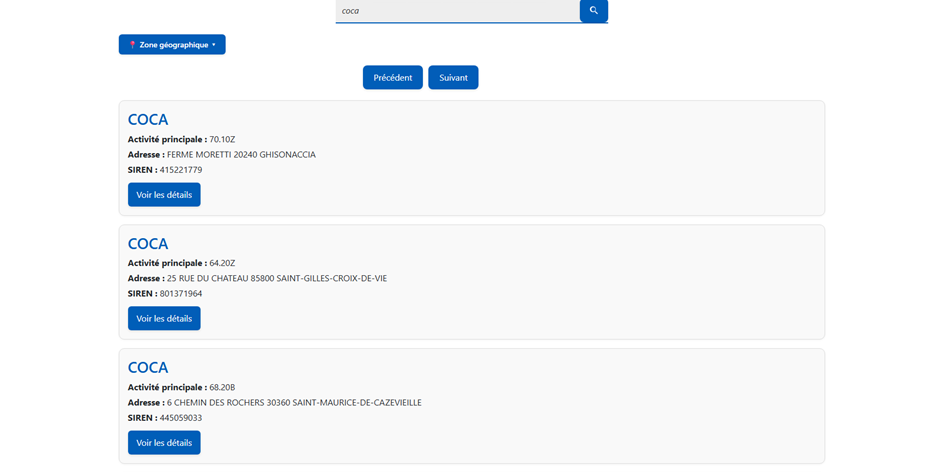 coca
Zone géographique
Précédent
Suivant
COCA
Activité principale : 70.10Z
Adresse : FERME MORETTI 20240 GHISONACCIA
SIREN : 415221779
Voir les détails
COCA
Activité principale : 64.20Z
Adresse : 25 RUE DU CHATEAU 85800 SAINT-GILLES-CROIX-DE-VIE
SIREN : 801371964
Voir les détails
COCA
Activité principale : 68.20B
Adresse : 6 CHEMIN DES ROCHERS 30360 SAINT-MAURICE-DE-CAZEVIEILLE
SIREN : 445059033
Voir les détails